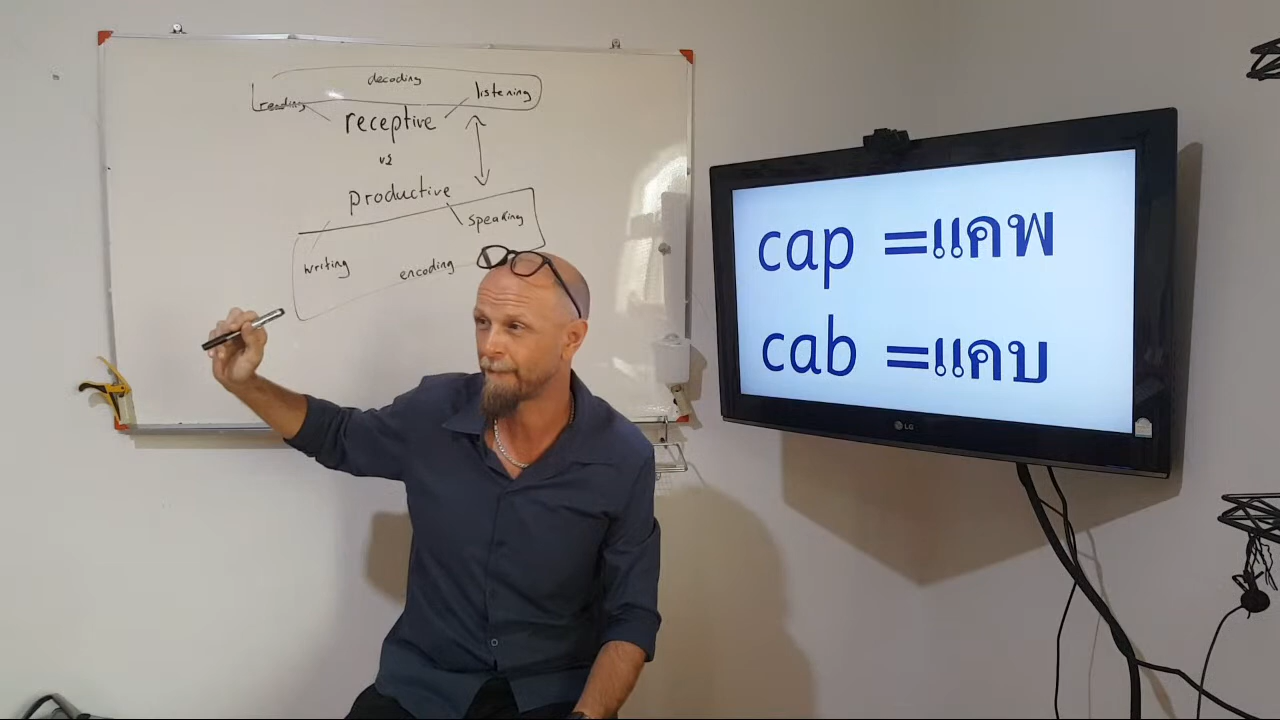 decoding
reading listening
receptive
vs
productive
speaking
writing encoding
cap =แคพ
cab =แคบ
LG